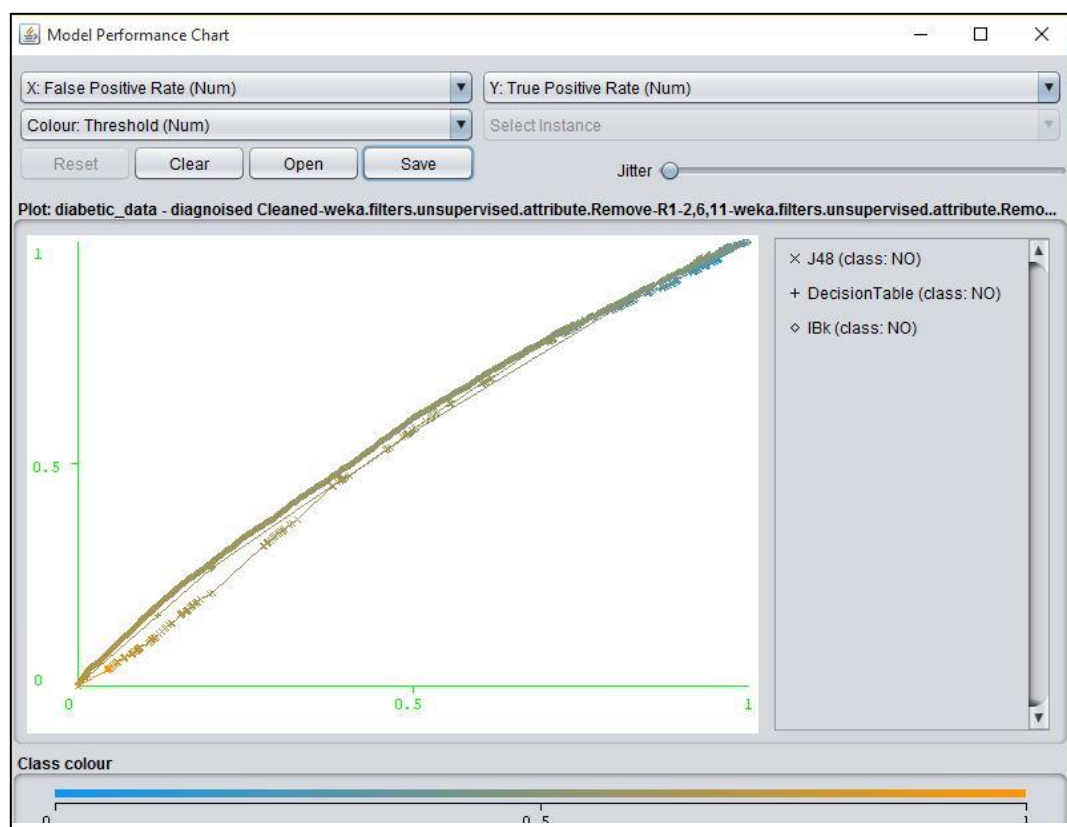 Model Performance Chart
X: False Positive Rate (Num) Y: True Positive Rate (Num)
Colour: Threshold (Num) Select Instance
Reset Clear Open Save Jitter
Plot: diabetic_data - diagnoised Cleaned-weka.filters.unsupervised.attribute.Remove-R1-2,6,11-weka.filters.unsupervised.attribute.Remo...
1
0.5
0
0 0.5 1
× J48 (class: NO)
+ DecisionTable (class: NO)
◇ IBk (class: NO)
Class colour
0 0.5 1